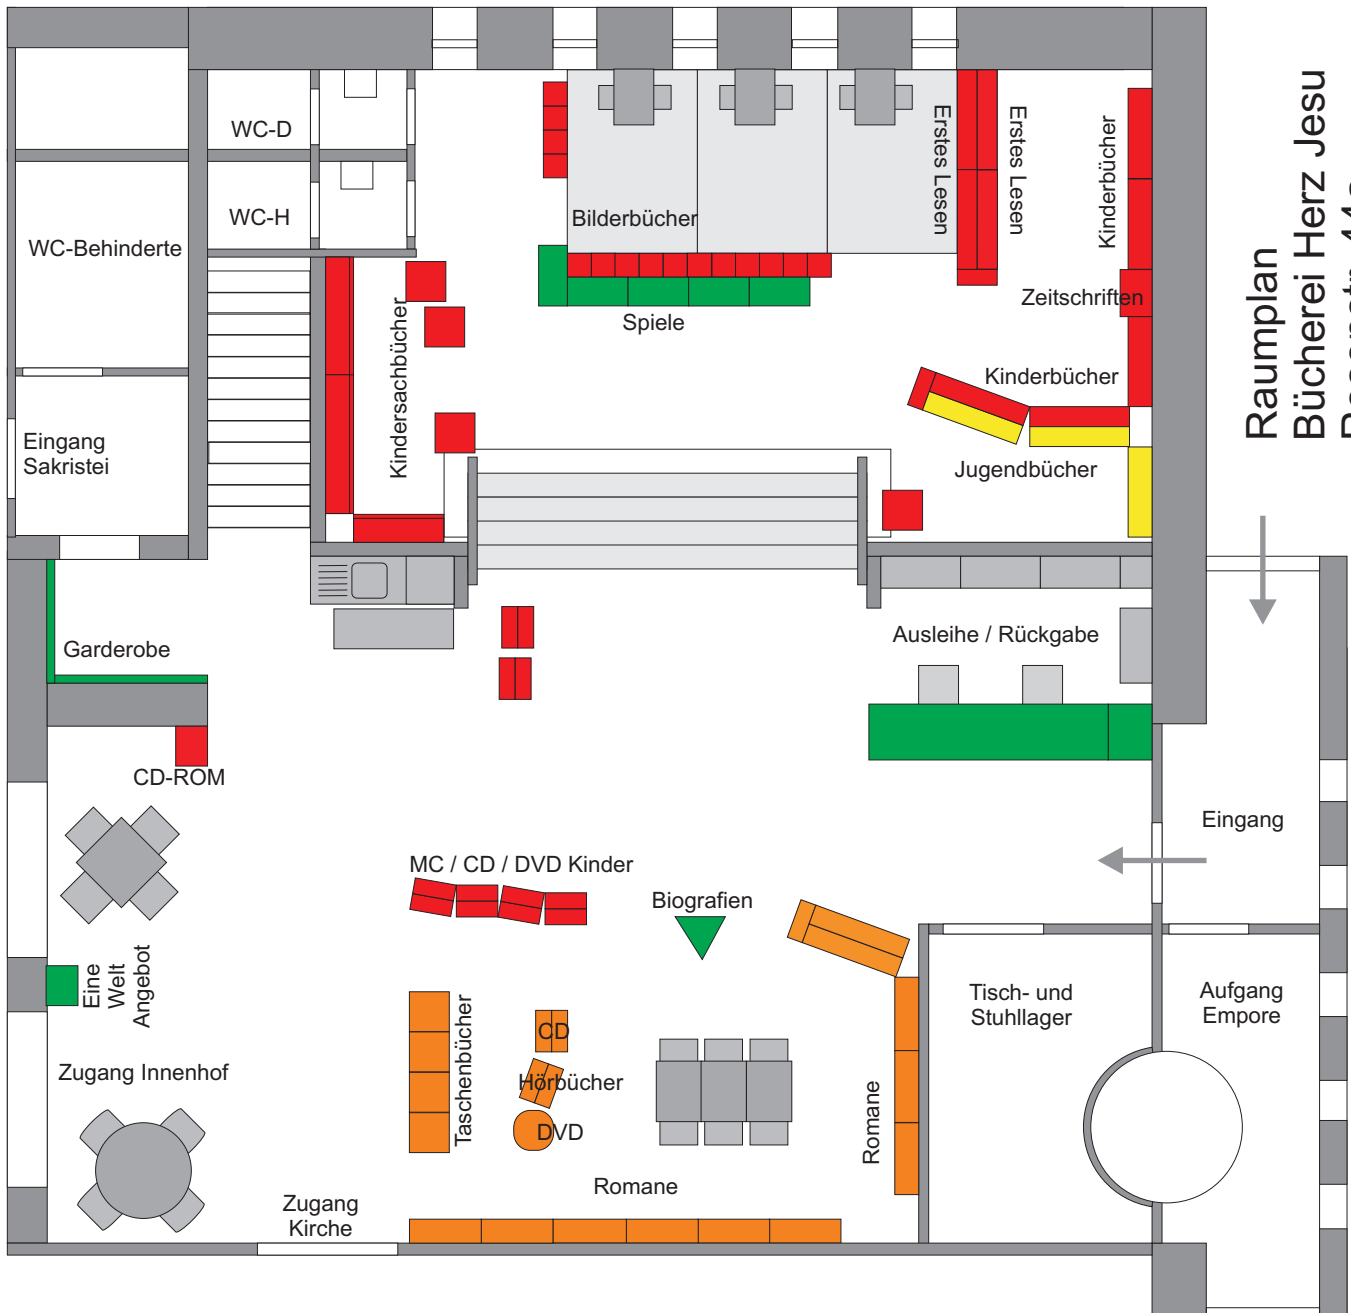 Raumplan
Bücherei Herz Jesu
WC-D
WC-H
WC-Behinderte
Eingang
Sakristei
Kindersachbücher
Bilderbücher
Spiele
Erstes Lesen
Erstes Lesen
Kinderbücher
Zeitschriften
Kinderbücher
Jugendbücher
Garderobe
CD-ROM
Ausleihe / Rückgabe
Eingang
MC / CD / DVD Kinder
Biografien
Eine
Welt
Angebot
Zugang Innenhof
Taschenbücher
CD
Hörbücher
DVD
Romane
Romane
Tisch- und
Stuhllager
Aufgang
Empore
Zugang
Kirche